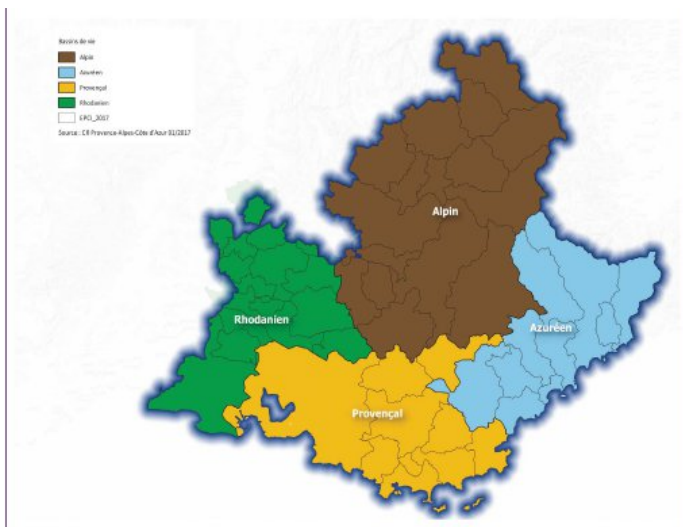 Bassins de vie
Alpin
Azuréen
Provençal
Rhodanien
EPCI_2017
Source : CR Provence-Alpes-Côte d'Azur 01/2017
Alpin
Rhodanien
Azuréen
Provençal